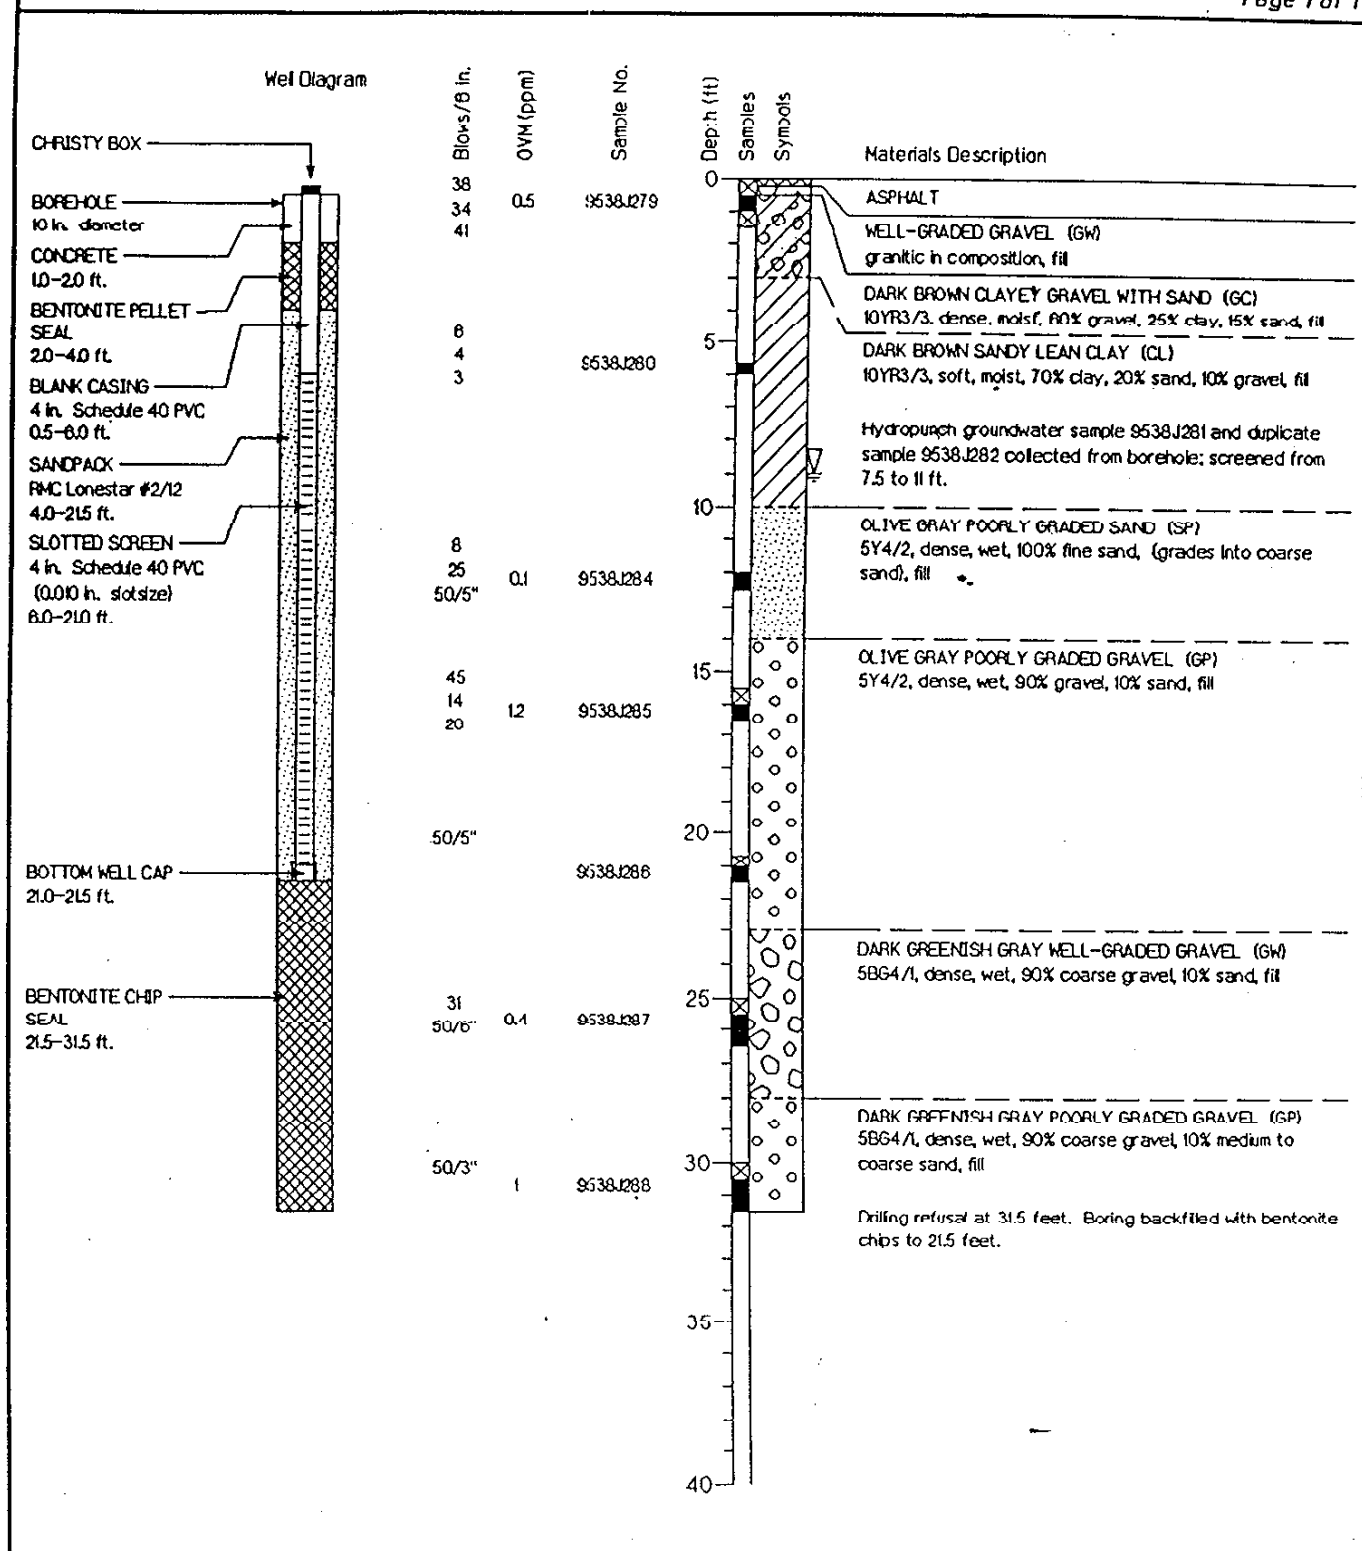 Page 1 of 1
Well Diagram
Blows/6 in.
OVM (ppm)
Sample No.
Depth (ft)
Samples
Symbols
Materials Description
CHRISTY BOX
BOREHOLE
10 in. diameter
CONCRETE
1.0-2.0 ft.
BENTONITE PELLET
SEAL
2.0-4.0 ft.
BLANK CASING
4 in. Schedule 40 PVC
0.5-6.0 ft.
SANDPACK
RMC Lonestar #2/12
4.0-21.5 ft.
SLOTTED SCREEN
4 in. Schedule 40 PVC
(0.010 in. slotsize)
6.0-21.0 ft.
BOTTOM WELL CAP
21.0-21.5 ft.
BENTONITE CHIP
SEAL
21.5-31.5 ft.
38
34 0.5 9538J279
41
6
4 9538J280
3
8
25 0.1 9538J284
50/5"
45
14 1.2 9538J285
20
50/5"
9538J286
31
50/6" 0.4 9538J287
50/3"
1 9538J288
0
5
10
15
20
25
30
35
40
ASPHALT
WELL-GRADED GRAVEL (GW)
granitic in composition, fill
DARK BROWN CLAYEY GRAVEL WITH SAND (GC)
10YR3/3, dense, moist, 60% gravel, 25% clay, 15% sand, fill
DARK BROWN SANDY LEAN CLAY (CL)
10YR3/3, soft, moist, 70% clay, 20% sand, 10% gravel, fill
Hydropunch groundwater sample 9538J281 and duplicate
sample 9538J282 collected from borehole; screened from
7.5 to 11 ft.
OLIVE GRAY POORLY GRADED SAND (SP)
5Y4/2, dense, wet, 100% fine sand, (grades into coarse
sand), fill
OLIVE GRAY POORLY GRADED GRAVEL (GP)
5Y4/2, dense, wet, 90% gravel, 10% sand, fill
DARK GREENISH GRAY WELL-GRADED GRAVEL (GW)
5BG4/1, dense, wet, 90% coarse gravel, 10% sand, fill
DARK GREENISH GRAY POORLY GRADED GRAVEL (GP)
5BG4/1, dense, wet, 90% coarse gravel, 10% medium to
coarse sand, fill
Drilling refusal at 31.5 feet. Boring backfilled with bentonite
chips to 21.5 feet.